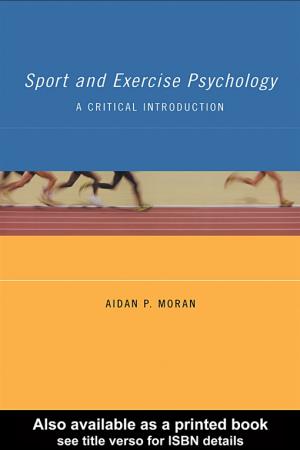 Sport and Exercise Psychology
A CRITICAL INTRODUCTION
AIDAN P. MORAN
Also available as a printed book
see title verso for ISBN details